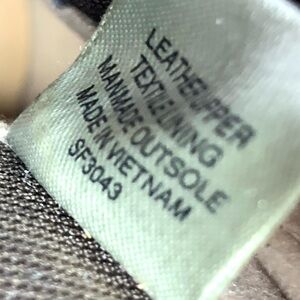 LEATHER UPPER
TEXTILE LINING
MANMADE OUTSOLE
MADE IN VIETNAM
SF3043